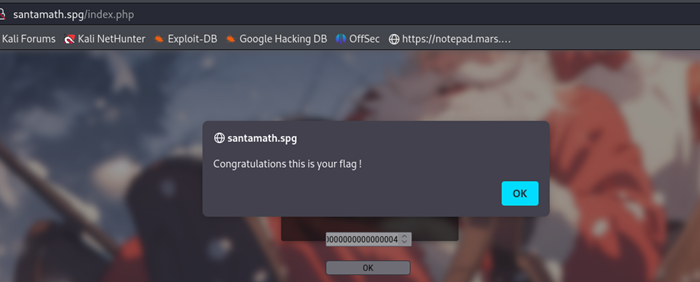 santamath.spg/index.php
Kali Forums Kali NetHunter Exploit-DB Google Hacking DB OffSec https://notepad.mars....
santamath.spg
Congratulations this is your flag !
OK
0000000000000004
OK